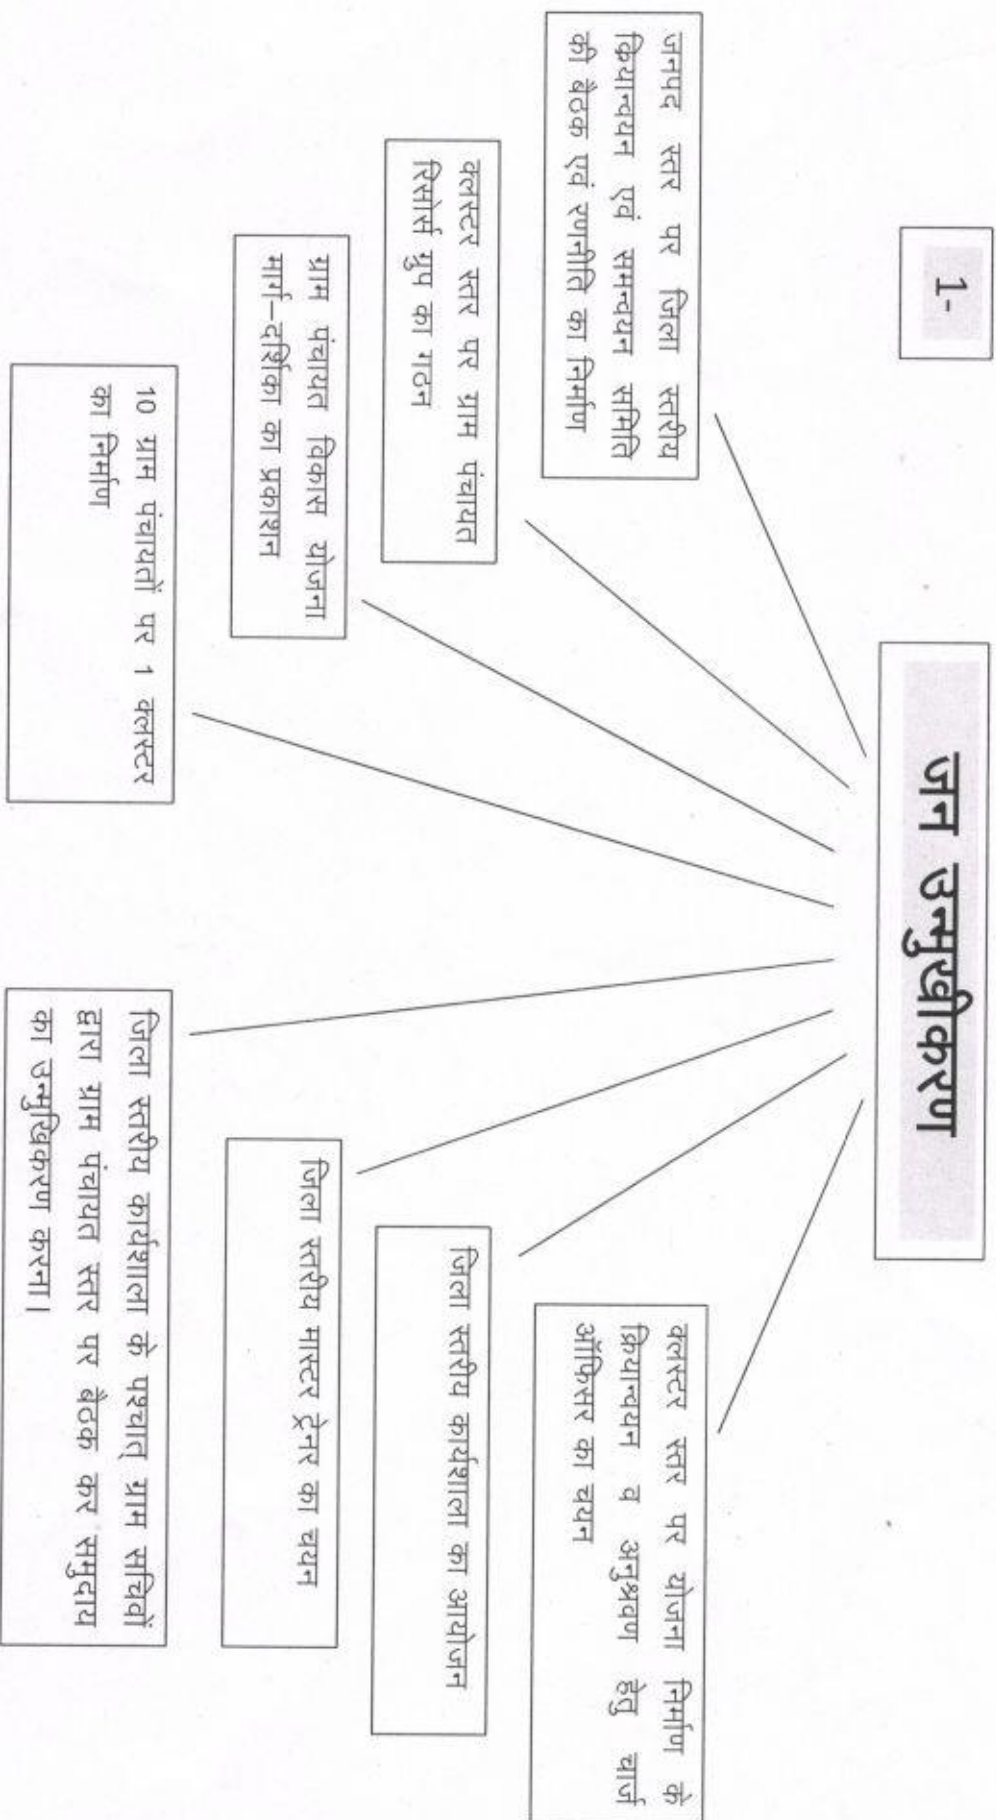 1-
जन उन्मुखीकरण
जनपद स्तर पर जिला स्तरीय
क्रियान्वयन एवं समन्वयन समिति
की बैठक एवं रणनीति का निर्माण
क्लस्टर स्तर पर ग्राम पंचायत
रिसोर्स ग्रुप का गठन
ग्राम पंचायत विकास योजना
मार्ग–दर्शिका का प्रकाशन
10 ग्राम पंचायतों पर 1 क्लस्टर
का निर्माण
क्लस्टर स्तर पर योजना निर्माण के
क्रियान्वयन व अनुश्रवण हेतु चार्ज
ऑफिसर का चयन
जिला स्तरीय कार्यशाला का आयोजन
जिला स्तरीय मास्टर ट्रेनर का चयन
जिला स्तरीय कार्यशाला के पश्चात् ग्राम सचिवों
द्वारा ग्राम पंचायत स्तर पर बैठक कर समुदाय
का उन्मुखिकरण करना।